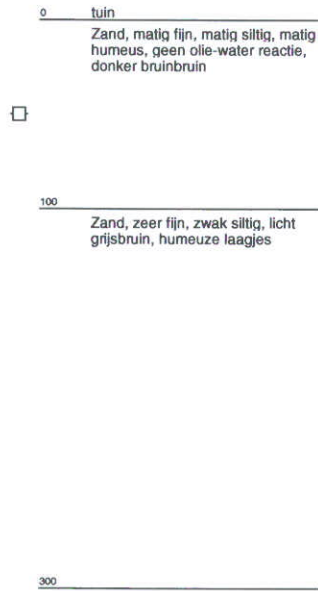 0 tuin
Zand, matig fijn, matig siltig, matig
humeus, geen olie-water reactie,
donker bruinbruin
100
Zand, zeer fijn, zwak siltig, licht
grijsbruin, humeuze laagjes
300